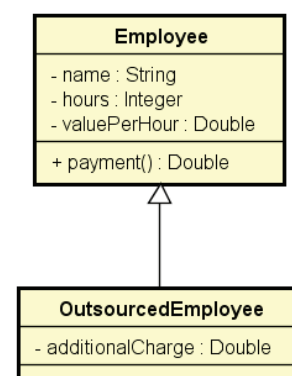 Employee
- name : String
- hours : Integer
- valuePerHour : Double
+ payment() : Double
OutsourcedEmployee
- additionalCharge : Double